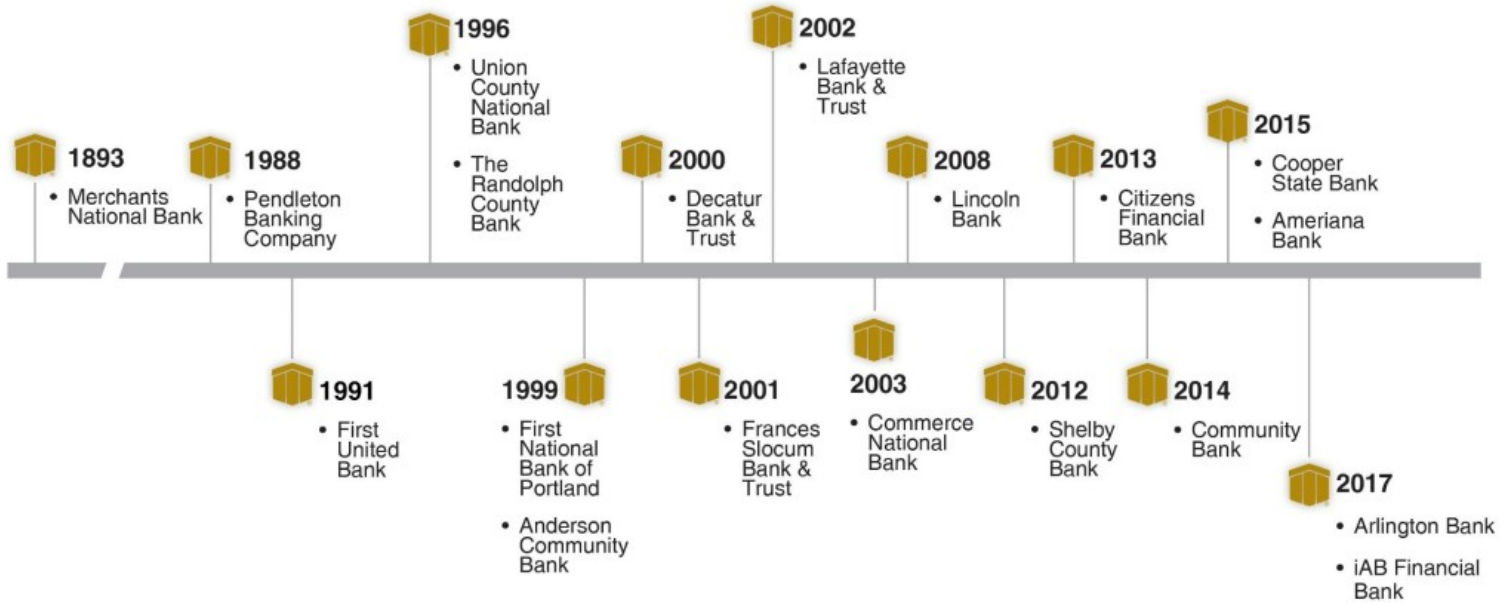 1893
• Merchants
National Bank
1988
• Pendleton
Banking
Company
1991
• First
United
Bank
1996
• Union
County
National
Bank
• The
Randolph
County
Bank
1999
• First
National
Bank of
Portland
• Anderson
Community
Bank
2000
• Decatur
Bank &
Trust
2001
• Frances
Slocum
Bank &
Trust
2002
• Lafayette
Bank &
Trust
2003
• Commerce
National
Bank
2008
• Lincoln
Bank
2012
• Shelby
County
Bank
2013
• Citizens
Financial
Bank
2014
• Community
Bank
2015
• Cooper
State Bank
• Ameriana
Bank
2017
• Arlington Bank
• iAB Financial
Bank